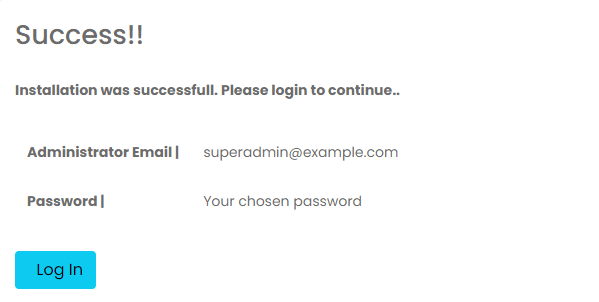 Success!!
Installation was successfull. Please login to continue..
Administrator Email | superadmin@example.com
Password | Your chosen password
Log In